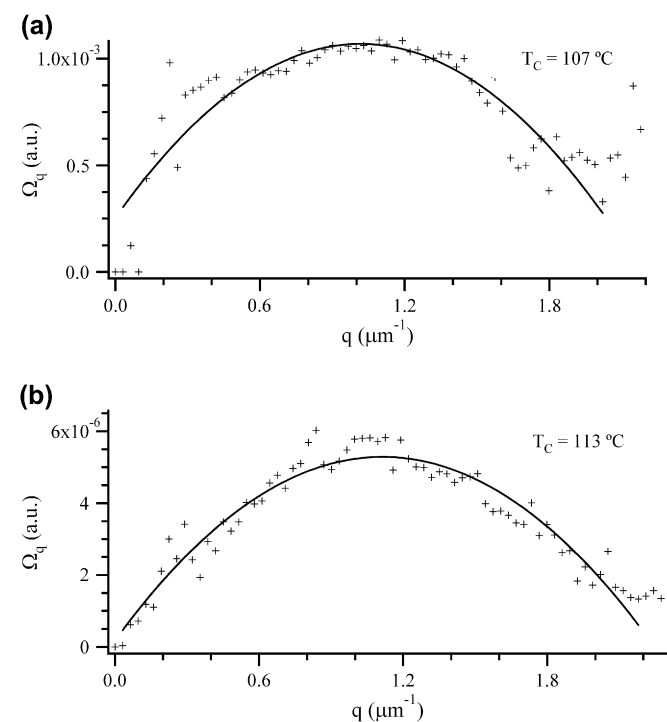 (a)
1.0x10⁻³
T_C = 107 ºC
0.5
Ω_q (a.u.)
0.0
0.0 0.6 1.2 1.8
q (μm⁻¹)
(b)
6x10⁻⁶
T_C = 113 ºC
4
Ω_q (a.u.)
2
0
0.0 0.6 1.2 1.8
q (μm⁻¹)